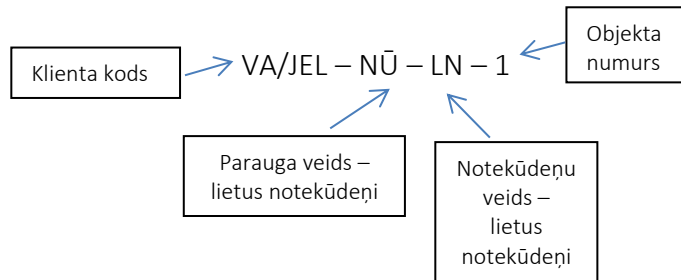 VA/JEL – NŪ – LN – 1
Klienta kods
Objekta
numurs
Parauga veids –
lietus notekūdeņi
Notekūdeņu
veids –
lietus
notekūdeņi